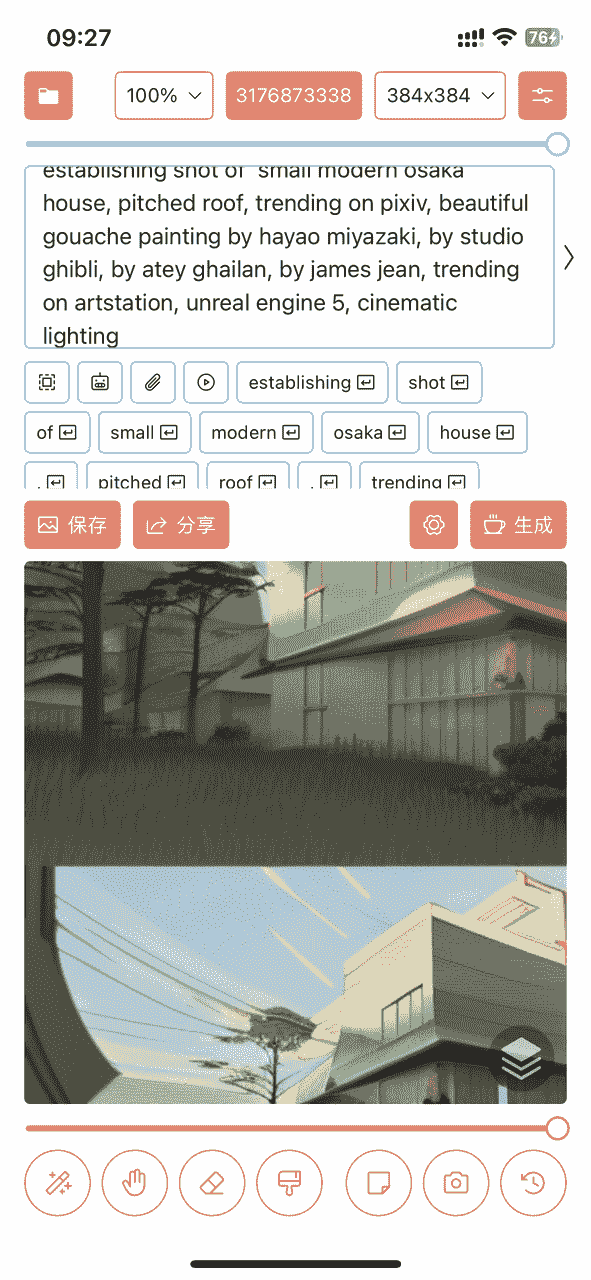 09:27
76
100%
3176873338
384x384
establishing shot of small modern osaka
house, pitched roof, trending on pixiv, beautiful
gouache painting by hayao miyazaki, by studio
ghibli, by atey ghailan, by james jean, trending
on artstation, unreal engine 5, cinematic
lighting
establishing
shot
of
small
modern
osaka
house
,
pitched
roof
,
trending
保存
分享
生成